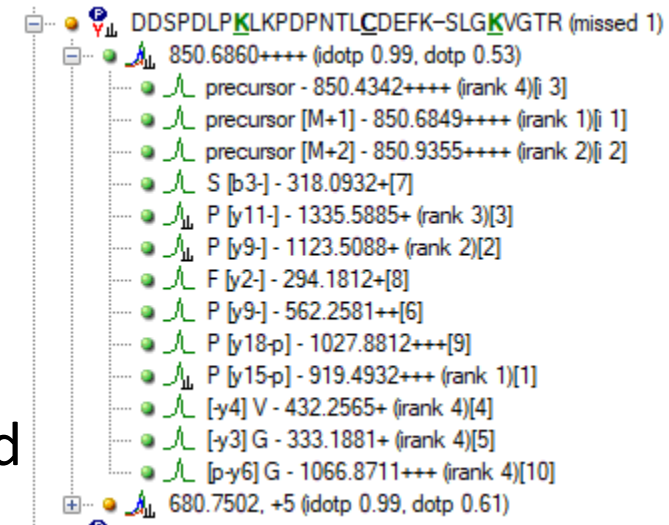 DDSPDLPKLKPDPNTLCDEFK-SLGKVGTR (missed 1)
850.6860++++ (idotp 0.99, dotp 0.53)
precursor - 850.4342++++ (irank 4)[i 3]
precursor [M+1] - 850.6849++++ (irank 1)[i 1]
precursor [M+2] - 850.9355++++ (irank 2)[i 2]
S [b3-] - 318.0932+[7]
P [y11-] - 1335.5885+ (rank 3)[3]
P [y9-] - 1123.5088+ (rank 2)[2]
F [y2-] - 294.1812+[8]
P [y9-] - 562.2581++[6]
P [y18-p] - 1027.8812+++[9]
P [y15-p] - 919.4932+++ (rank 1)[1]
[-y4] V - 432.2565+ (irank 4)[4]
[-y3] G - 333.1881+ (irank 4)[5]
d
[p-y6] G - 1066.8711+++ (irank 4)[10]
680.7502, +5 (idotp 0.99, dotp 0.61)